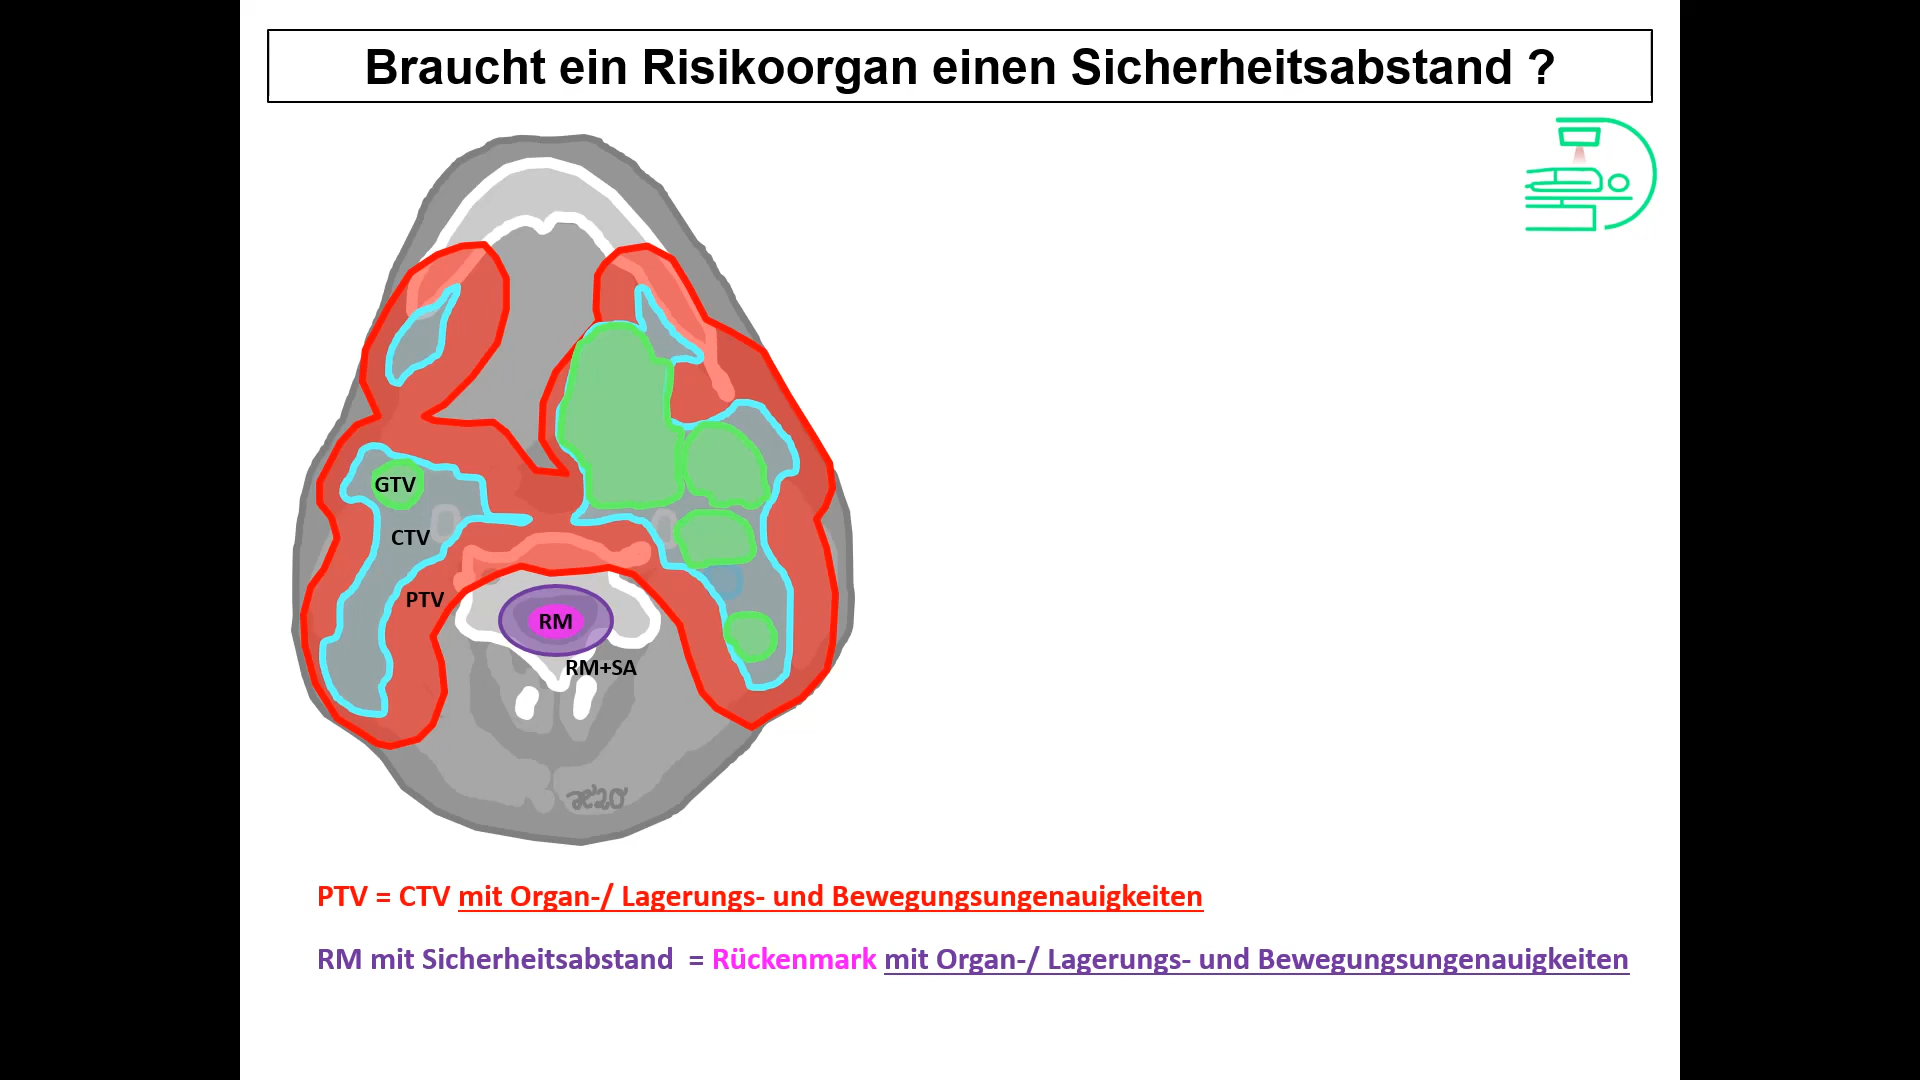 Braucht ein Risikoorgan einen Sicherheitsabstand ?
GTV
CTV
PTV
RM
RM+SA
PTV = CTV mit Organ-/ Lagerungs- und Bewegungsungenauigkeiten
RM mit Sicherheitsabstand = Rückenmark mit Organ-/ Lagerungs- und Bewegungsungenauigkeiten